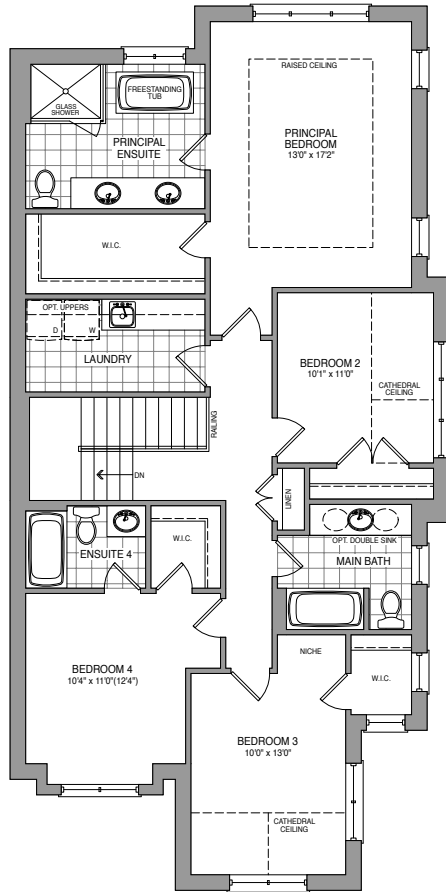 RAISED CEILING
FREESTANDING
TUB
GLASS
SHOWER
PRINCIPAL
ENSUITE
PRINCIPAL
BEDROOM
13'0" x 17'2"
W.I.C.
OPT. UPPERS
D
W
LAUNDRY
BEDROOM 2
10'1" x 11'0"
CATHEDRAL
CEILING
RAILING
DN
LINEN
ENSUITE 4
W.I.C.
OPT. DOUBLE SINK
MAIN BATH
BEDROOM 4
10'4" x 11'0"(12'4")
NICHE
W.I.C.
BEDROOM 3
10'0" x 13'0"
CATHEDRAL
CEILING